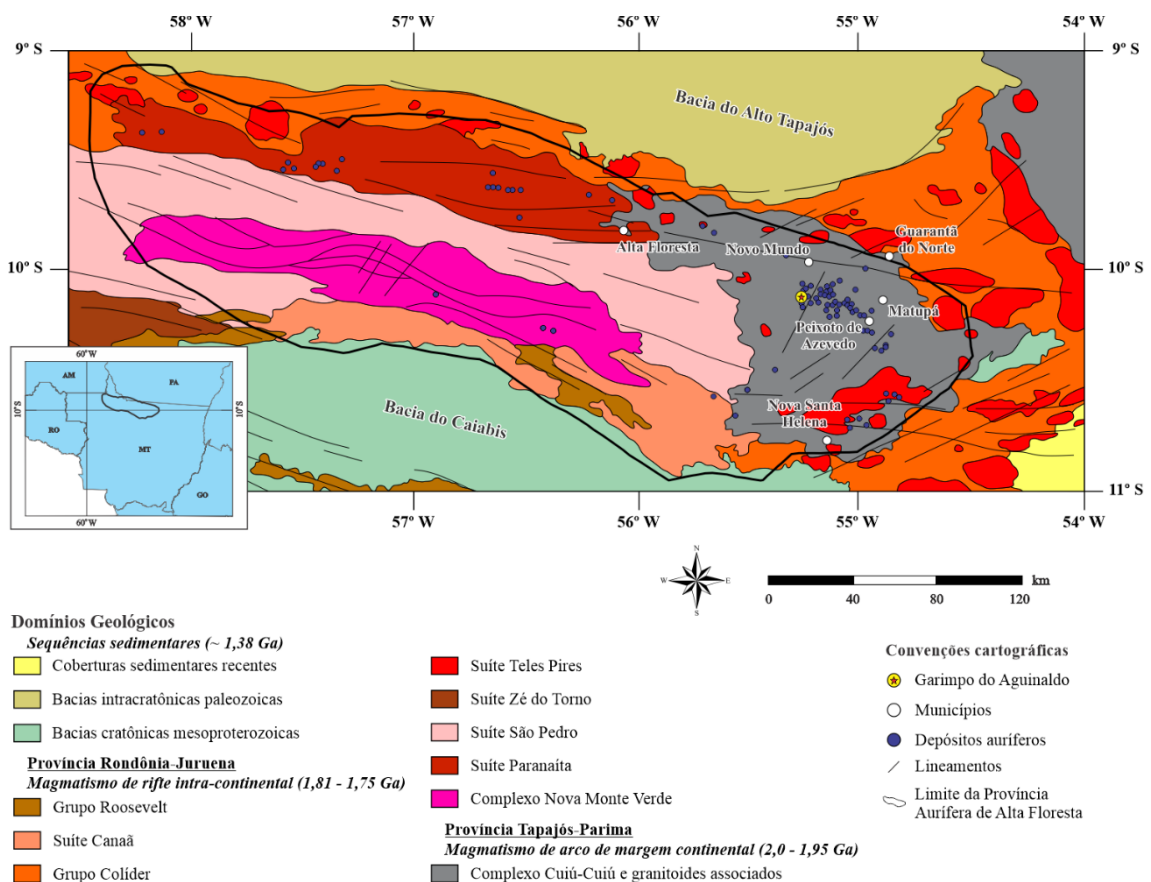 58º W
57º W
56º W
55º W
54º W
9º S
9º S
Bacia do Alto Tapajós
Guarantã
do Norte
Alta Floresta
Novo Mundo
10º S
10º S
Matupá
Peixoto de
Azevedo
60°W
AM
PA
10°S
10°S
RO
MT
GO
60°W
Bacia do Caiabis
Nova Santa
Helena
11º S
11º S
57º W
56º W
55º W
54º W
N
W
E
S
km
0
40
80
120
Domínios Geológicos
Sequências sedimentares (~ 1,38 Ga)
Coberturas sedimentares recentes
Bacias intracratônicas paleozoicas
Bacias cratônicas mesoproterozoicas
Província Rondônia-Juruena
Magmatismo de rifte intra-continental (1,81 - 1,75 Ga)
Grupo Roosevelt
Suíte Canaã
Grupo Colíder
Suíte Teles Pires
Suíte Zé do Torno
Suíte São Pedro
Suíte Paranaíta
Complexo Nova Monte Verde
Província Tapajós-Parima
Magmatismo de arco de margem continental (2,0 - 1,95 Ga)
Complexo Cuiú-Cuiú e granitoides associados
Convenções cartográficas
Garimpo do Aguinaldo
Municípios
Depósitos auríferos
Lineamentos
Limite da Província
Aurífera de Alta Floresta